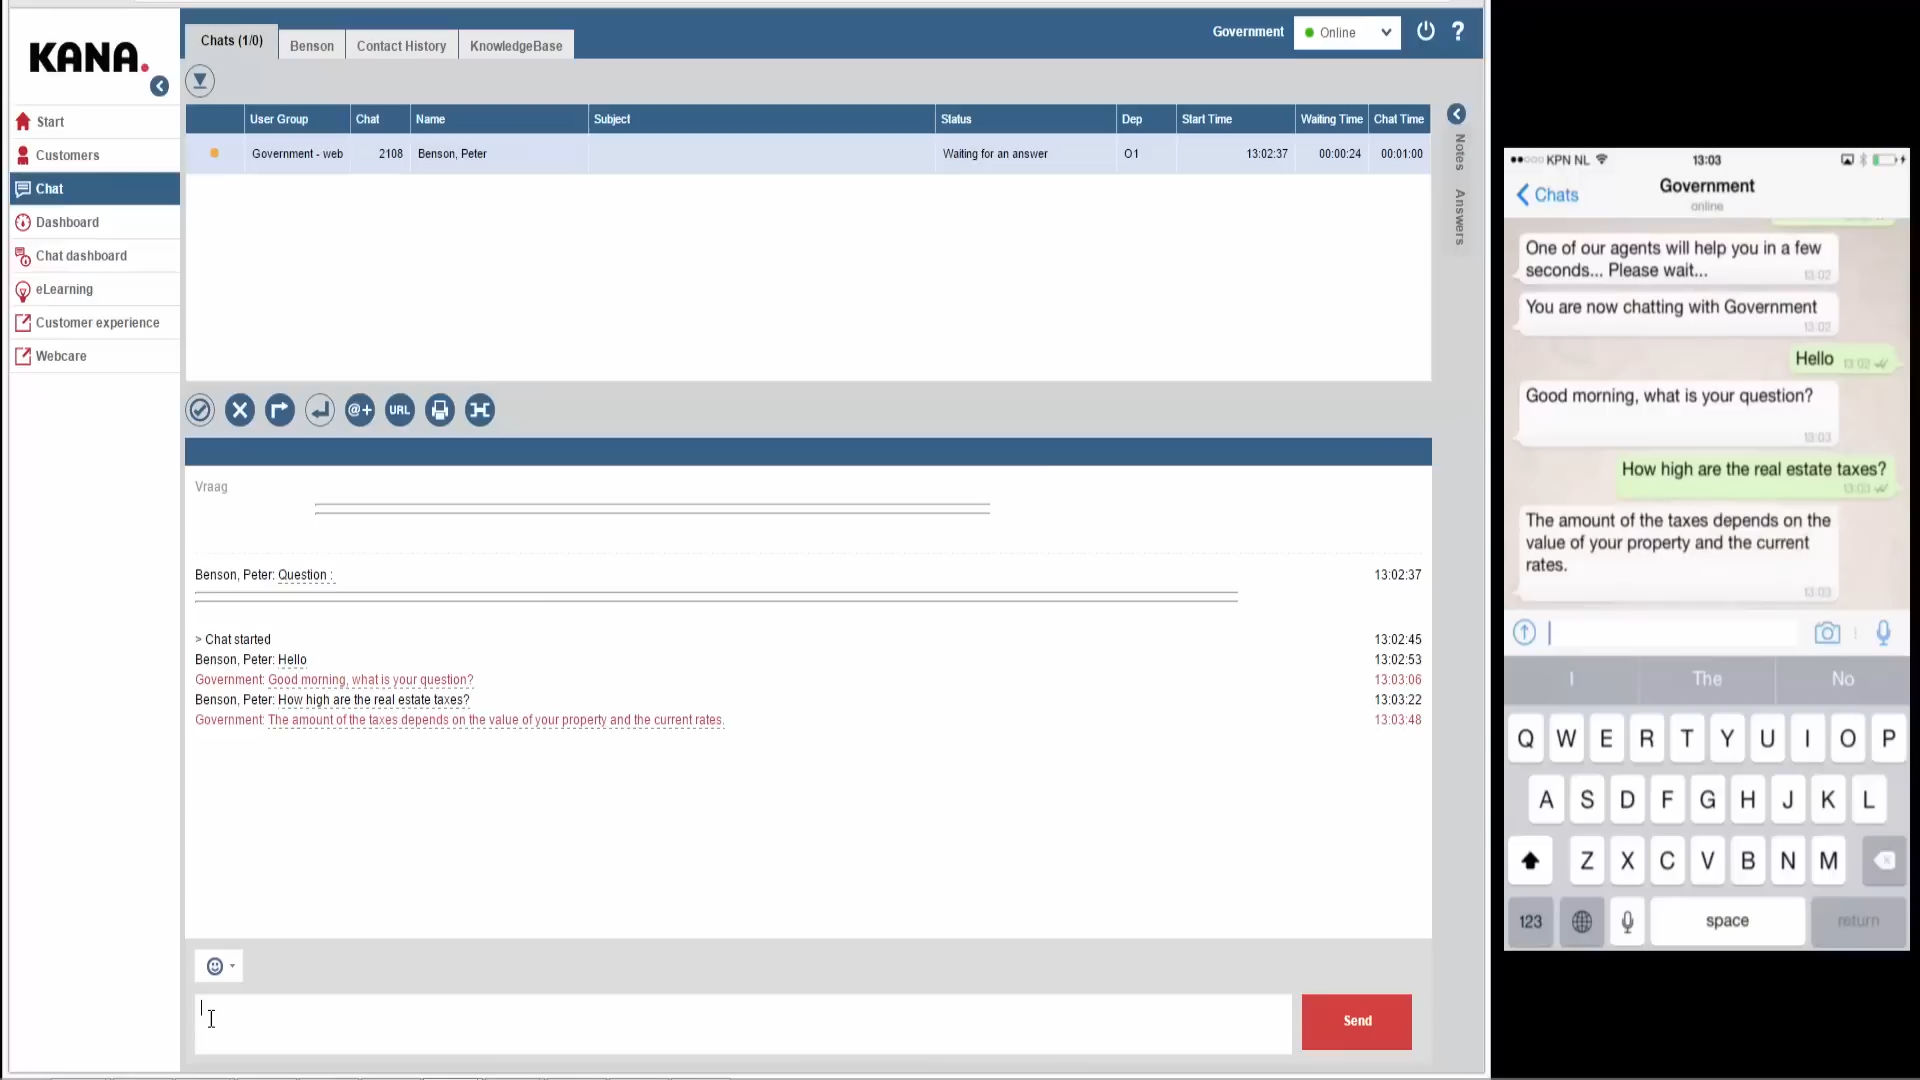 KANA.
Start
Customers
Chat
Dashboard
Chat dashboard
eLearning
Customer experience
Webcare
Chats (1/0)
Benson
Contact History
KnowledgeBase
Government
Online
?
User Group
Chat
Name
Subject
Status
Dep
Start Time
Waiting Time
Chat Time
Government - web
2108
Benson, Peter
Waiting for an answer
O1
13:02:37
00:00:24
00:01:00
Notes
Answers
@+
URL
Vraag
Benson, Peter: Question :
13:02:37
> Chat started
13:02:45
Benson, Peter: Hello
13:02:53
Government: Good morning, what is your question?
13:03:06
Benson, Peter: How high are the real estate taxes?
13:03:22
Government: The amount of the taxes depends on the value of your property and the current rates.
13:03:48
Send
KPN NL
13:03
Chats
Government
online
One of our agents will help you in a few
seconds... Please wait...
13:02
You are now chatting with Government
13:02
Hello
13:02
Good morning, what is your question?
13:03
How high are the real estate taxes?
13:03
The amount of the taxes depends on the
value of your property and the current
rates.
13:03
I
The
No
Q W E R T Y U I O P
A S D F G H J K L
Z X C V B N M
123
space
return